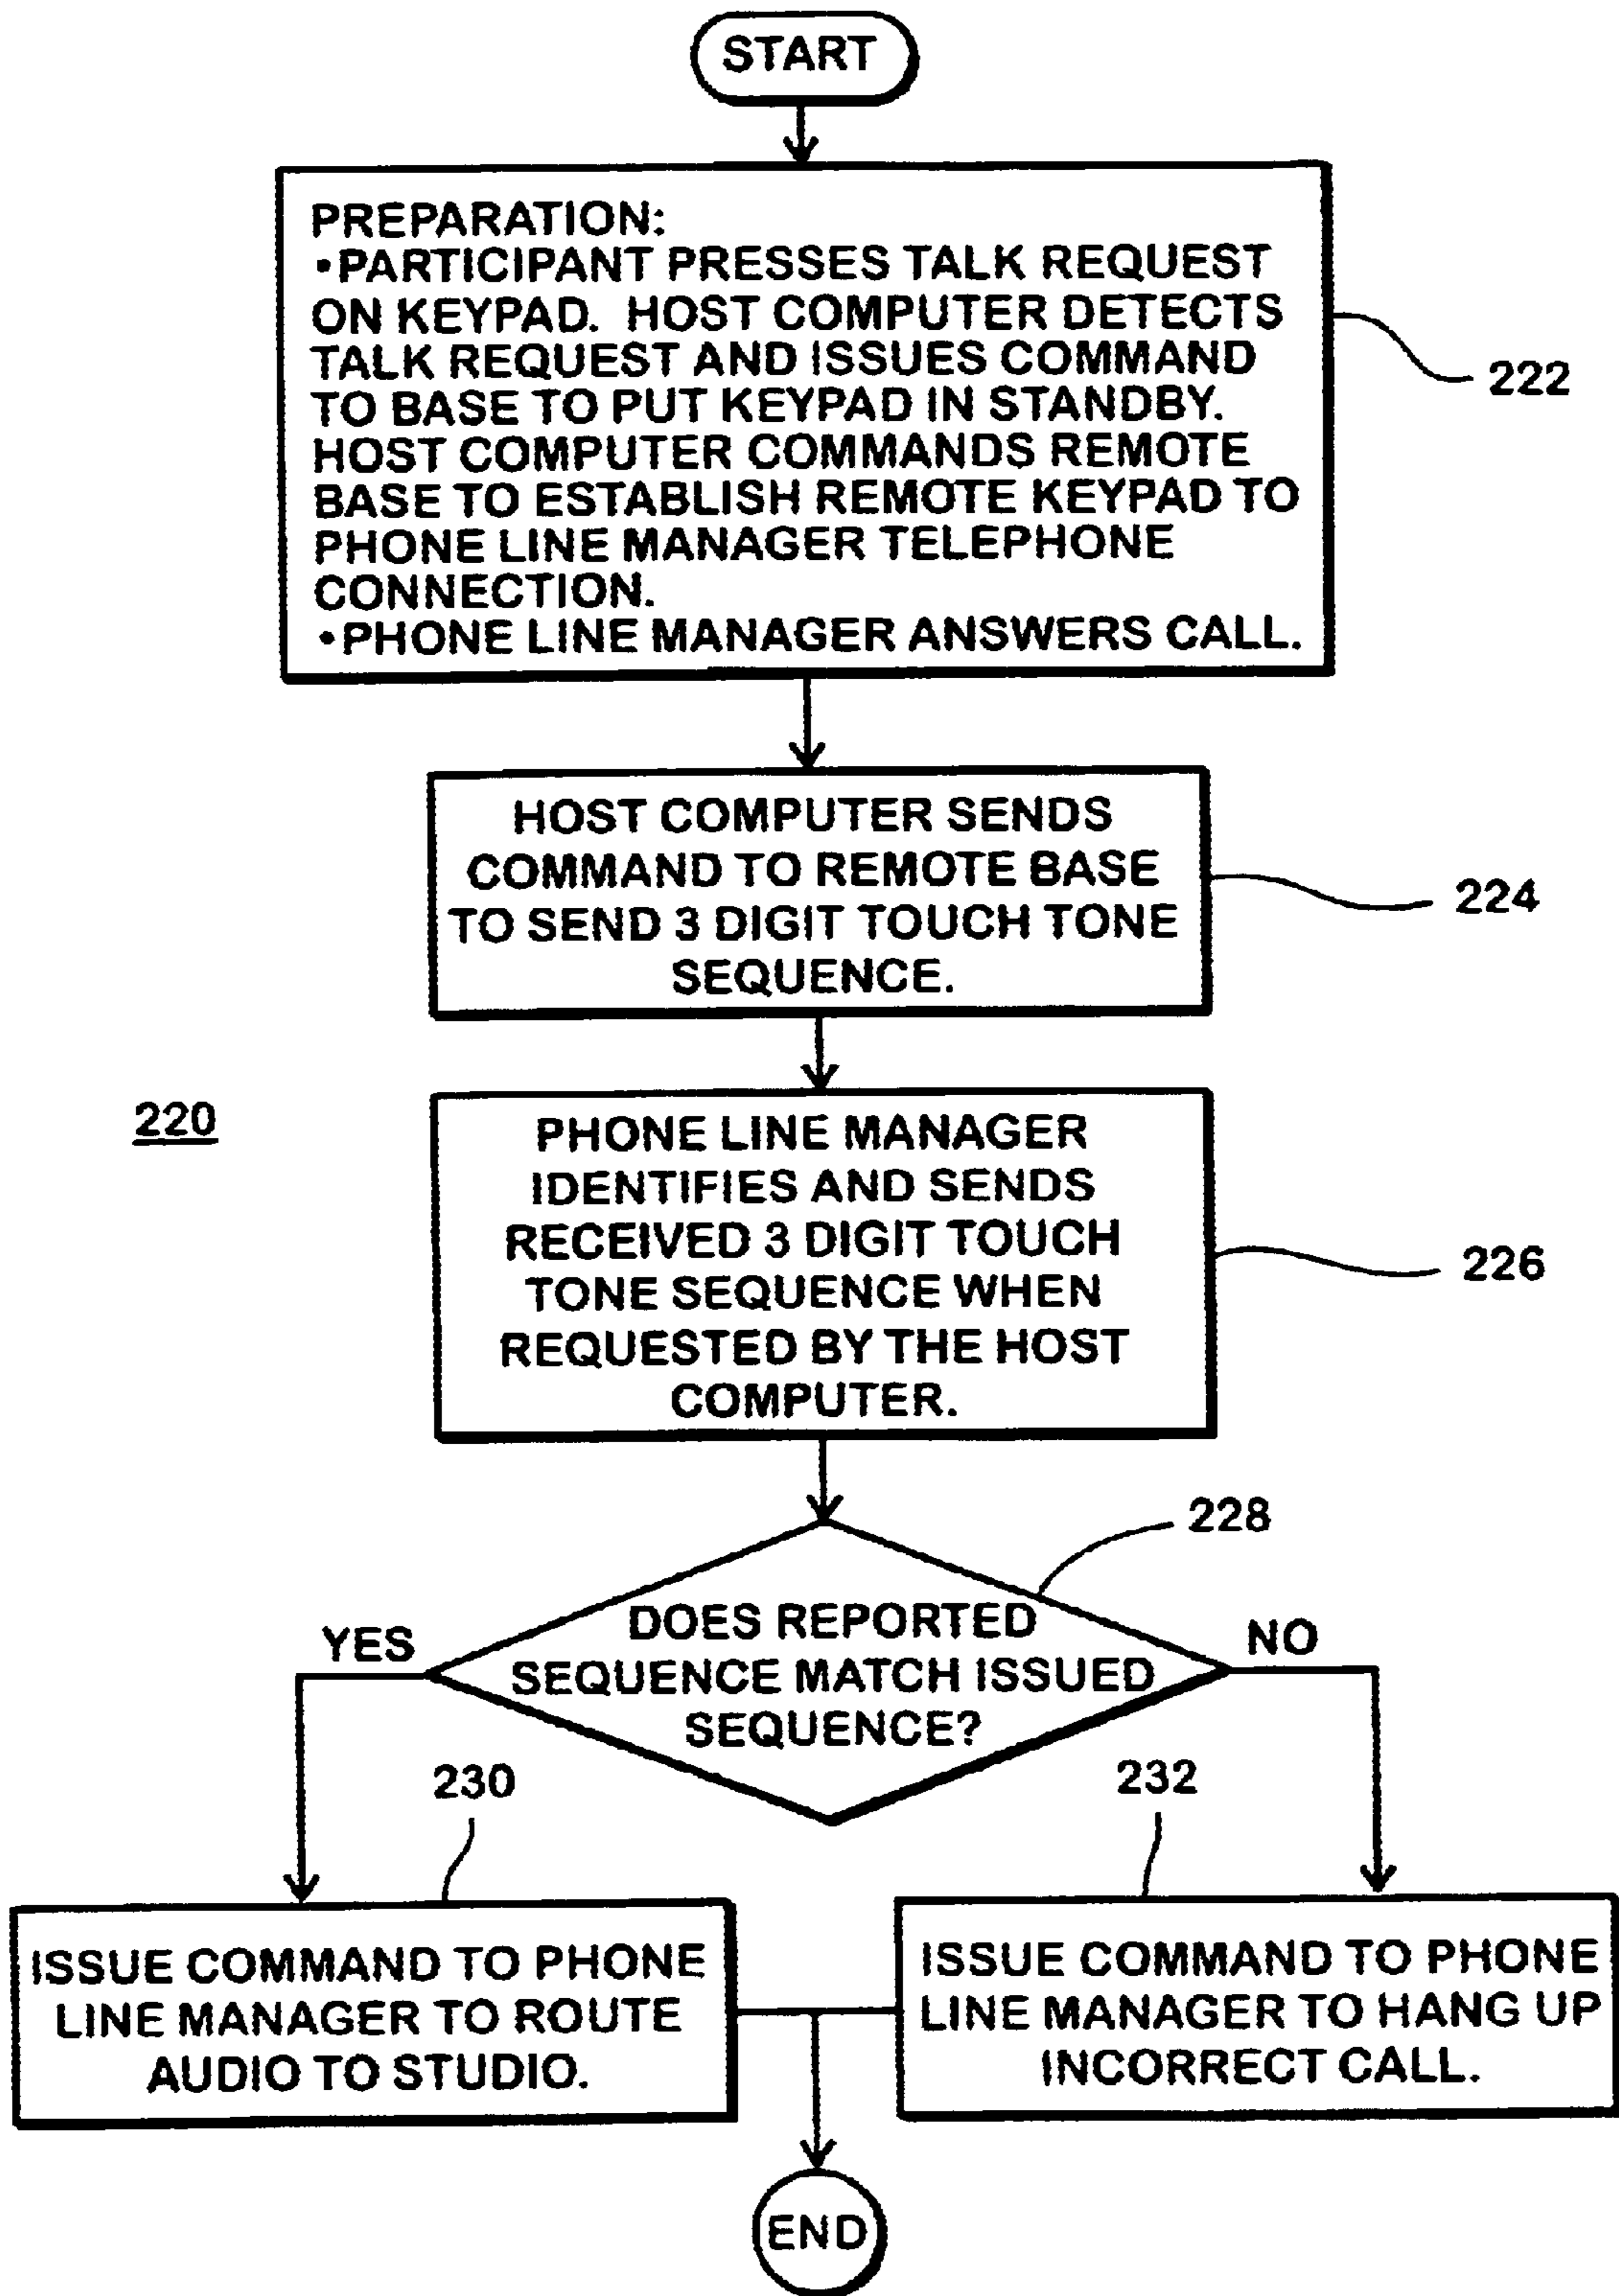 START
PREPARATION:
•PARTICIPANT PRESSES TALK REQUEST
ON KEYPAD. HOST COMPUTER DETECTS
TALK REQUEST AND ISSUES COMMAND
TO BASE TO PUT KEYPAD IN STANDBY.
HOST COMPUTER COMMANDS REMOTE
BASE TO ESTABLISH REMOTE KEYPAD TO
PHONE LINE MANAGER TELEPHONE
CONNECTION.
•PHONE LINE MANAGER ANSWERS CALL.
222
HOST COMPUTER SENDS
COMMAND TO REMOTE BASE
TO SEND 3 DIGIT TOUCH TONE
SEQUENCE.
224
220
PHONE LINE MANAGER
IDENTIFIES AND SENDS
RECEIVED 3 DIGIT TOUCH
TONE SEQUENCE WHEN
REQUESTED BY THE HOST
COMPUTER.
226
228
DOES REPORTED
SEQUENCE MATCH ISSUED
SEQUENCE?
YES
NO
230
232
ISSUE COMMAND TO PHONE
LINE MANAGER TO ROUTE
AUDIO TO STUDIO.
ISSUE COMMAND TO PHONE
LINE MANAGER TO HANG UP
INCORRECT CALL.
END